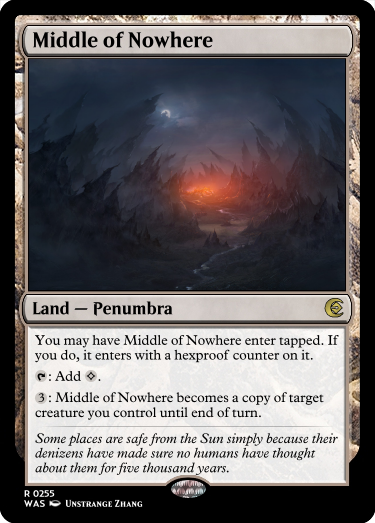 Middle of Nowhere
Land — Penumbra
You may have Middle of Nowhere enter tapped. If
you do, it enters with a hexproof counter on it.
: Add .
3: Middle of Nowhere becomes a copy of target
creature you control until end of turn.
Some places are safe from the Sun simply because their
denizens have made sure no humans have thought
about them for five thousand years.
R 0255
WAS Unstrange Zhang